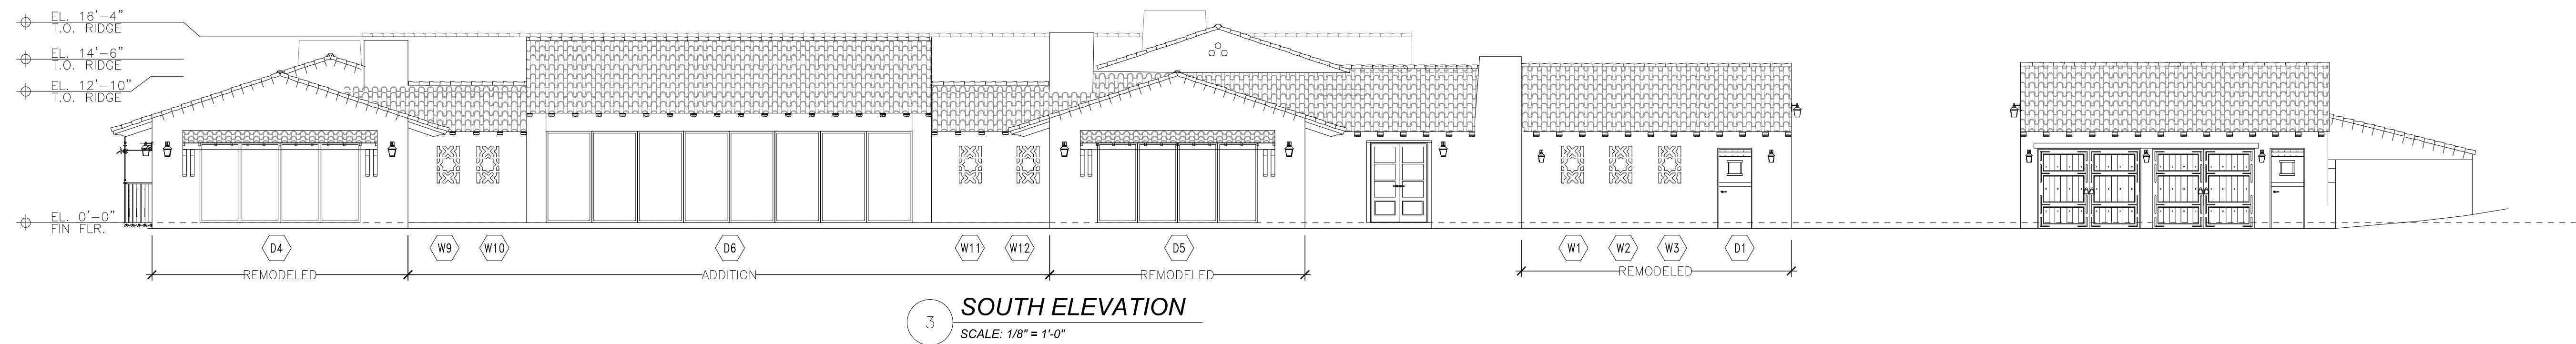 EL. 16'-4"
T.O. RIDGE
EL. 14'-6"
T.O. RIDGE
EL. 12'-10"
T.O. RIDGE
EL. 0'-0"
FIN FLR.
D4
W9
W10
D6
W11
W12
D5
W1
W2
W3
D1
REMODELED
ADDITION
REMODELED
REMODELED
3
SOUTH ELEVATION
SCALE: 1/8" = 1'-0"